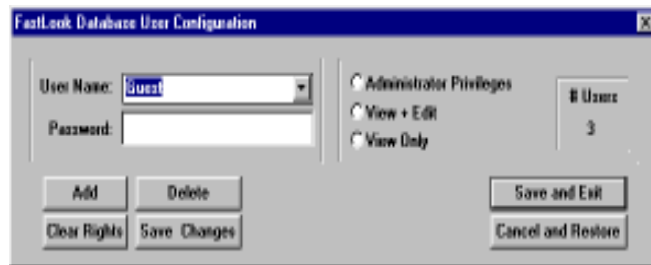 FastLook Database User Configuration
User Name: Guest
Password:
Administrator Privileges
View + Edit
View Only
# Users
3
Add
Delete
Save and Exit
Clear Rights
Save Changes
Cancel and Restore